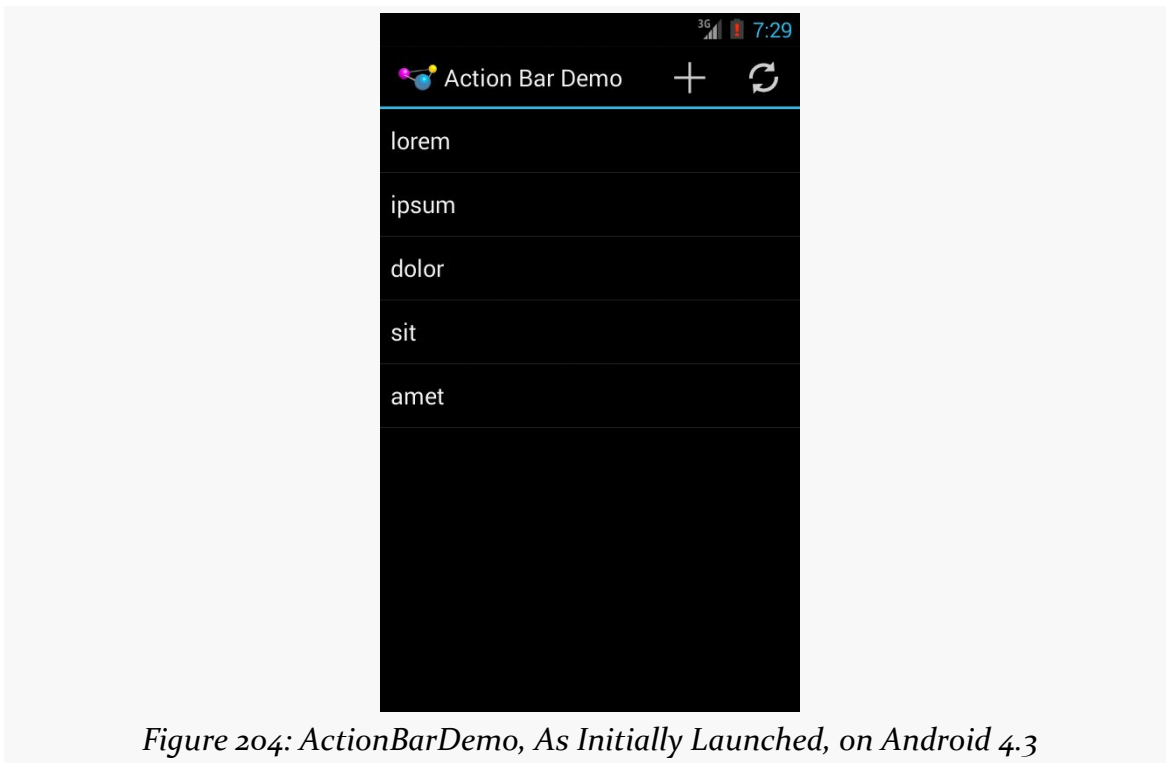 3G 7:29
Action Bar Demo
lorem
ipsum
dolor
sit
amet
Figure 204: ActionBarDemo, As Initially Launched, on Android 4.3